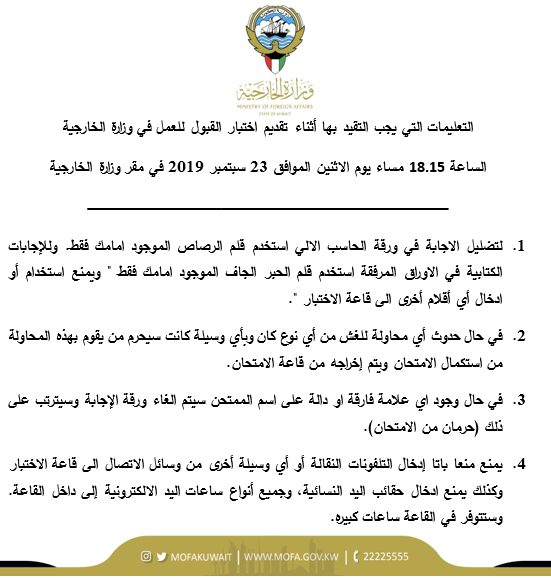 وزارة الخارجية
MINISTRY OF FOREIGN AFFAIRS
STATE OF KUWAIT
التعليمات التي يجب التقيد بها أثناء تقديم اختبار القبول للعمل في وزارة الخارجية
الساعة 18.15 مساء يوم الاثنين الموافق 23 سبتمبر 2019 في مقر وزارة الخارجية
1. لتضليل الاجابة في ورقة الحاسب الالي استخدم قلم الرصاص الموجود امامك فقط. وللإجابات
الكتابية في الاوراق المرفقة استخدم قلم الحبر الجاف الموجود امامك فقط " ويمنع استخدام أو
ادخال أي أقلام أخرى الى قاعة الاختبار ".
2. في حال حدوث أي محاولة للغش من أي نوع كان وبأي وسيلة كانت سيحرم من يقوم بهذه المحاولة
من استكمال الامتحان ويتم إخراجه من قاعة الامتحان.
3. في حال وجود اي علامة فارقة او دالة على اسم الممتحن سيتم الغاء ورقة الإجابة وسيترتب على
ذلك (حرمان من الامتحان).
4. يمنع منعا باتا إدخال التلفونات النقالة أو أي وسيلة أخرى من وسائل الاتصال الى قاعة الاختبار
وكذلك يمنع ادخال حقائب اليد النسائية، وجميع أنواع ساعات اليد الالكترونية إلى داخل القاعة.
وستتوفر في القاعة ساعات كبيره.
MOFAKUWAIT | WWW.MOFA.GOV.KW | 22225555